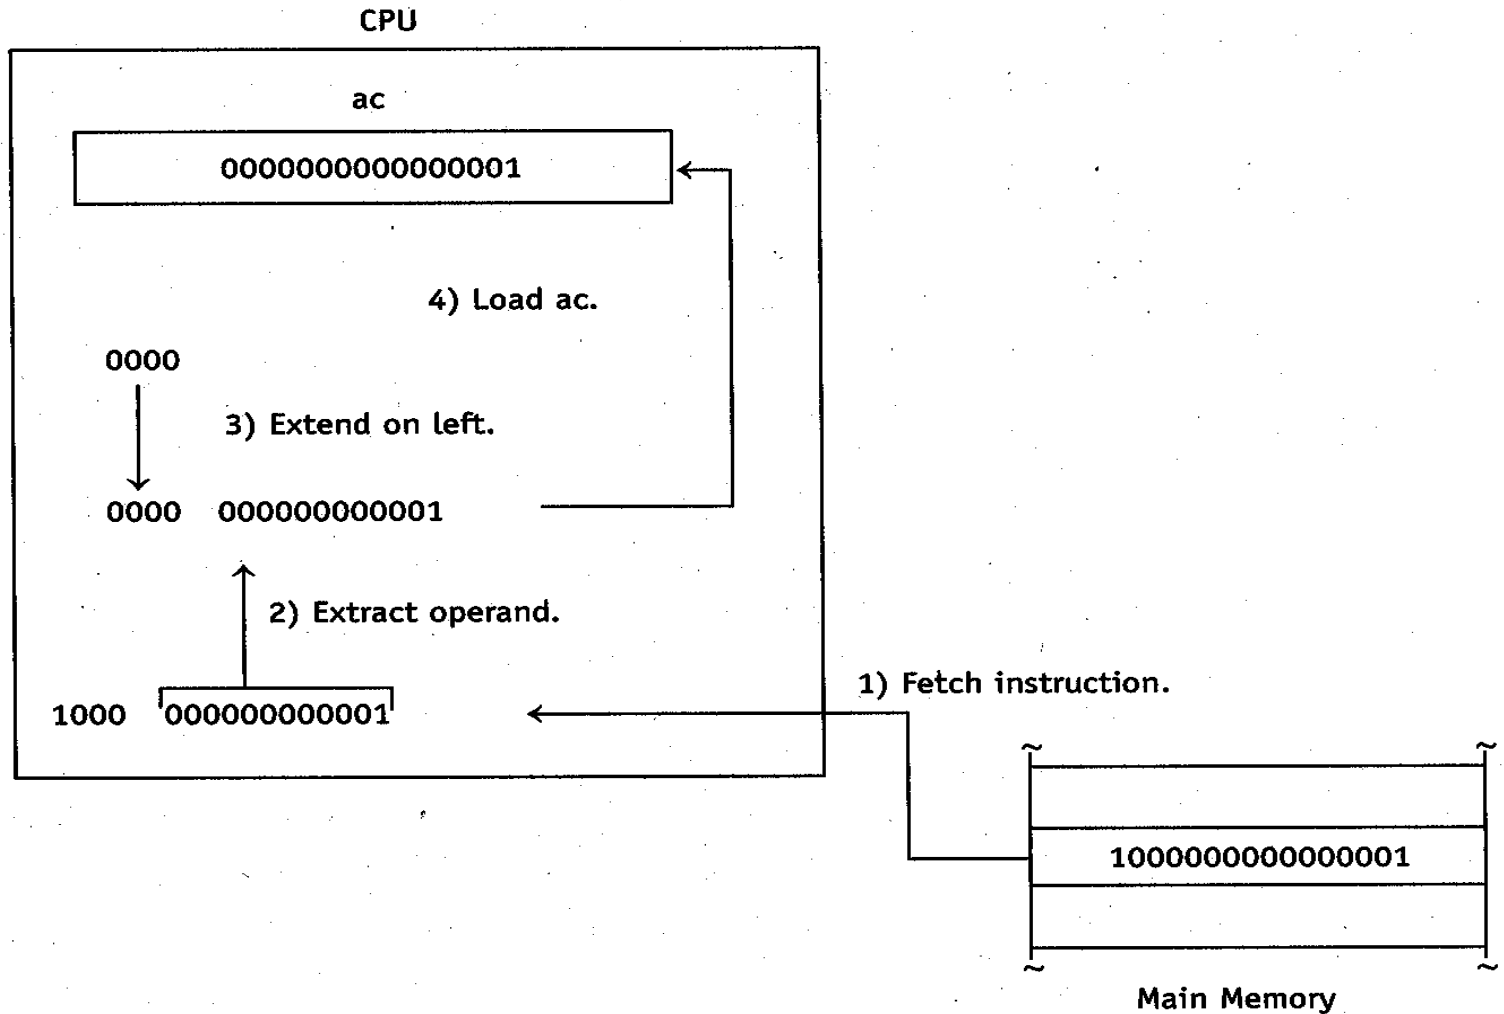 CPU
ac
0000000000000001
4) Load ac.
0000
3) Extend on left.
0000 000000000001
2) Extract operand.
1) Fetch instruction.
1000 000000000001
1000000000000001
Main Memory